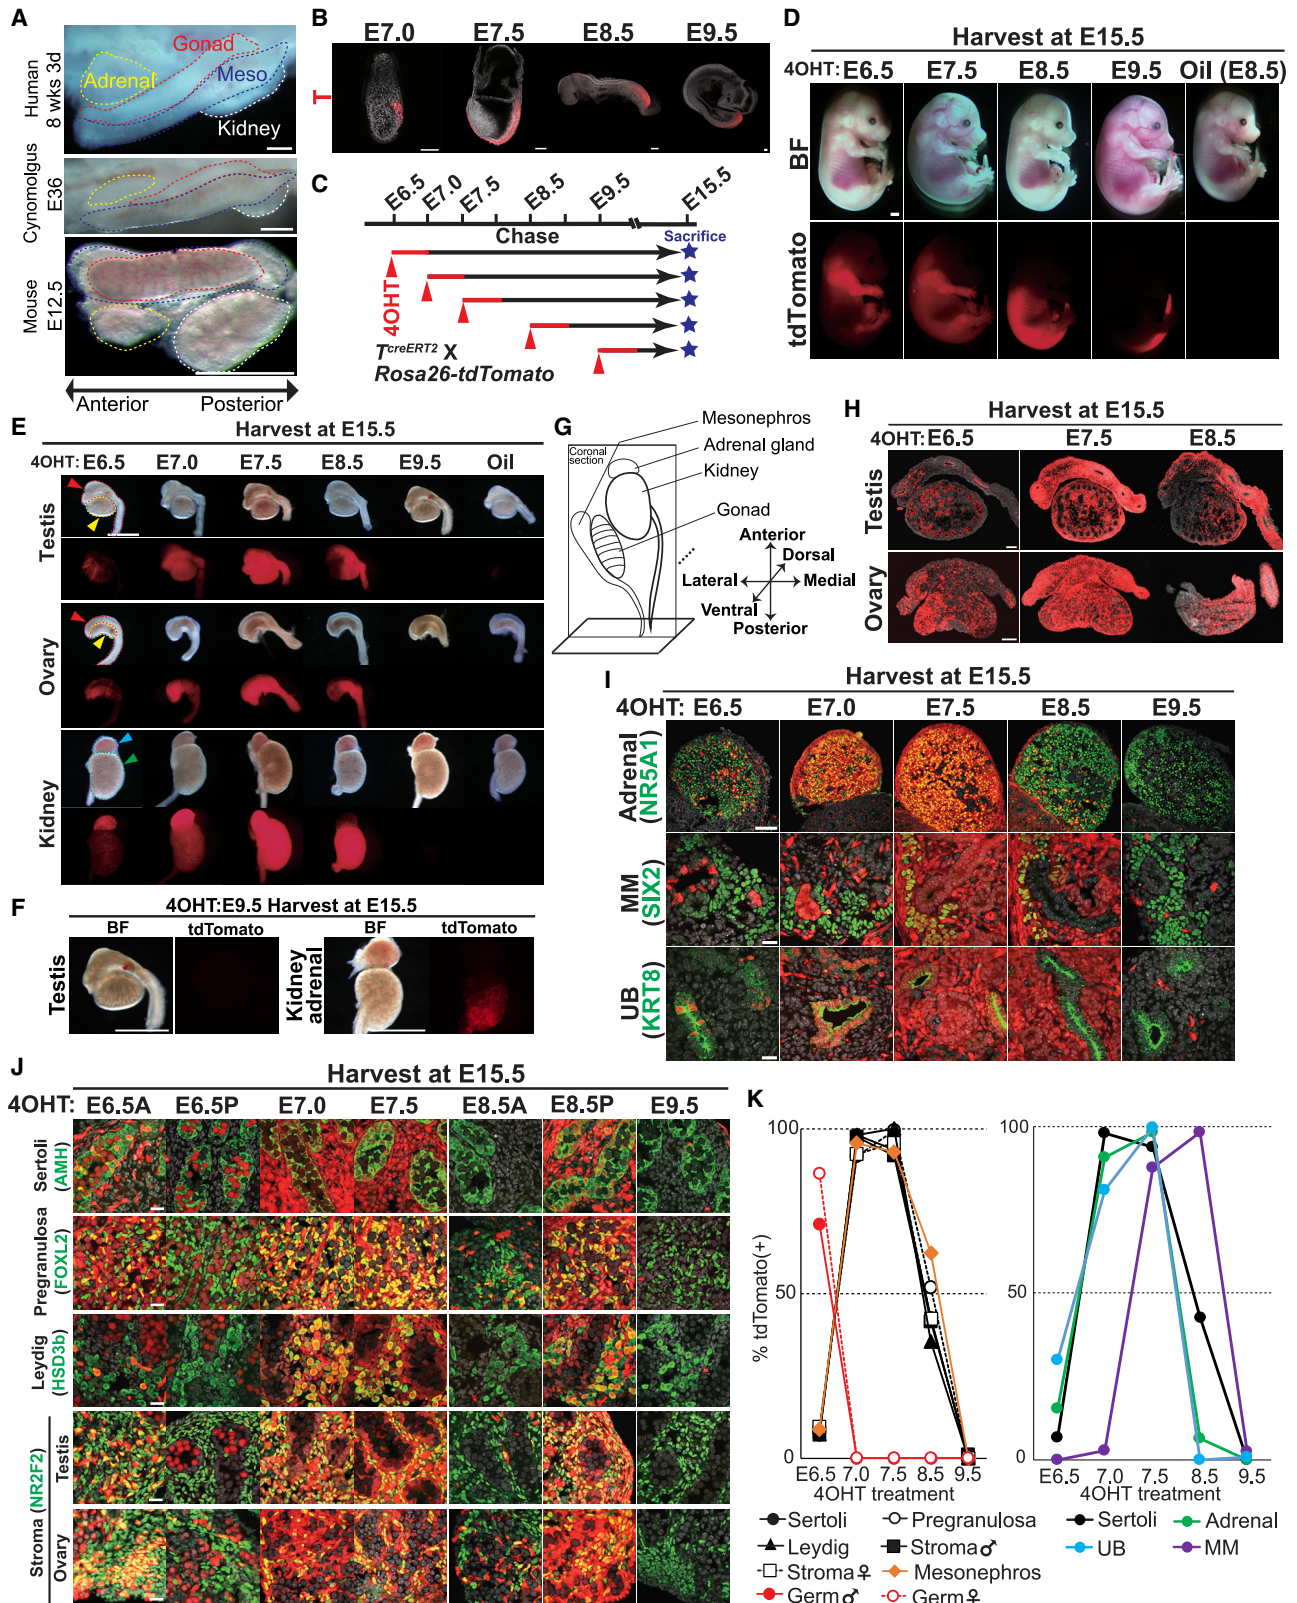 A
Human
8 wks 3d
Gonad
Adrenal
Meso
Kidney
Cynomolgus
E36
Mouse
E12.5
Anterior
Posterior
B
E7.0
E7.5
E8.5
E9.5
T
C
E6.5
E7.0
E7.5
E8.5
E9.5
E15.5
Chase
Sacrifice
4OHT
TcreERT2 X
Rosa26-tdTomato
D
Harvest at E15.5
4OHT: E6.5 E7.5 E8.5 E9.5 Oil (E8.5)
BF
tdTomato
E
Harvest at E15.5
4OHT: E6.5 E7.0 E7.5 E8.5 E9.5 Oil
Testis
Ovary
Kidney
F
4OHT:E9.5 Harvest at E15.5
BF tdTomato BF tdTomato
Testis
Kidney
adrenal
G
Mesonephros
Coronal
section
Adrenal gland
Kidney
Gonad
Anterior
Dorsal
Lateral
Medial
Ventral
Posterior
H
Harvest at E15.5
4OHT: E6.5 E7.5 E8.5
Testis
Ovary
I
Harvest at E15.5
4OHT: E6.5 E7.0 E7.5 E8.5 E9.5
Adrenal
(NR5A1)
MM
(SIX2)
UB
(KRT8)
J
Harvest at E15.5
4OHT: E6.5A E6.5P E7.0 E7.5 E8.5A E8.5P E9.5
Sertoli
(AMH)
Pregranulosa
(FOXL2)
Leydig
(HSD3b)
Stroma (NR2F2)
Testis
Ovary
K
% tdTomato(+)
100
50
0
E6.5 7.0 7.5 8.5 9.5
4OHT treatment
Sertoli
Pregranulosa
Leydig
Stroma♂
Stroma♀
Mesonephros
Germ♂
Germ♀
100
50
0
E6.5 7.0 7.5 8.5 9.5
4OHT treatment
Sertoli
Adrenal
UB
MM